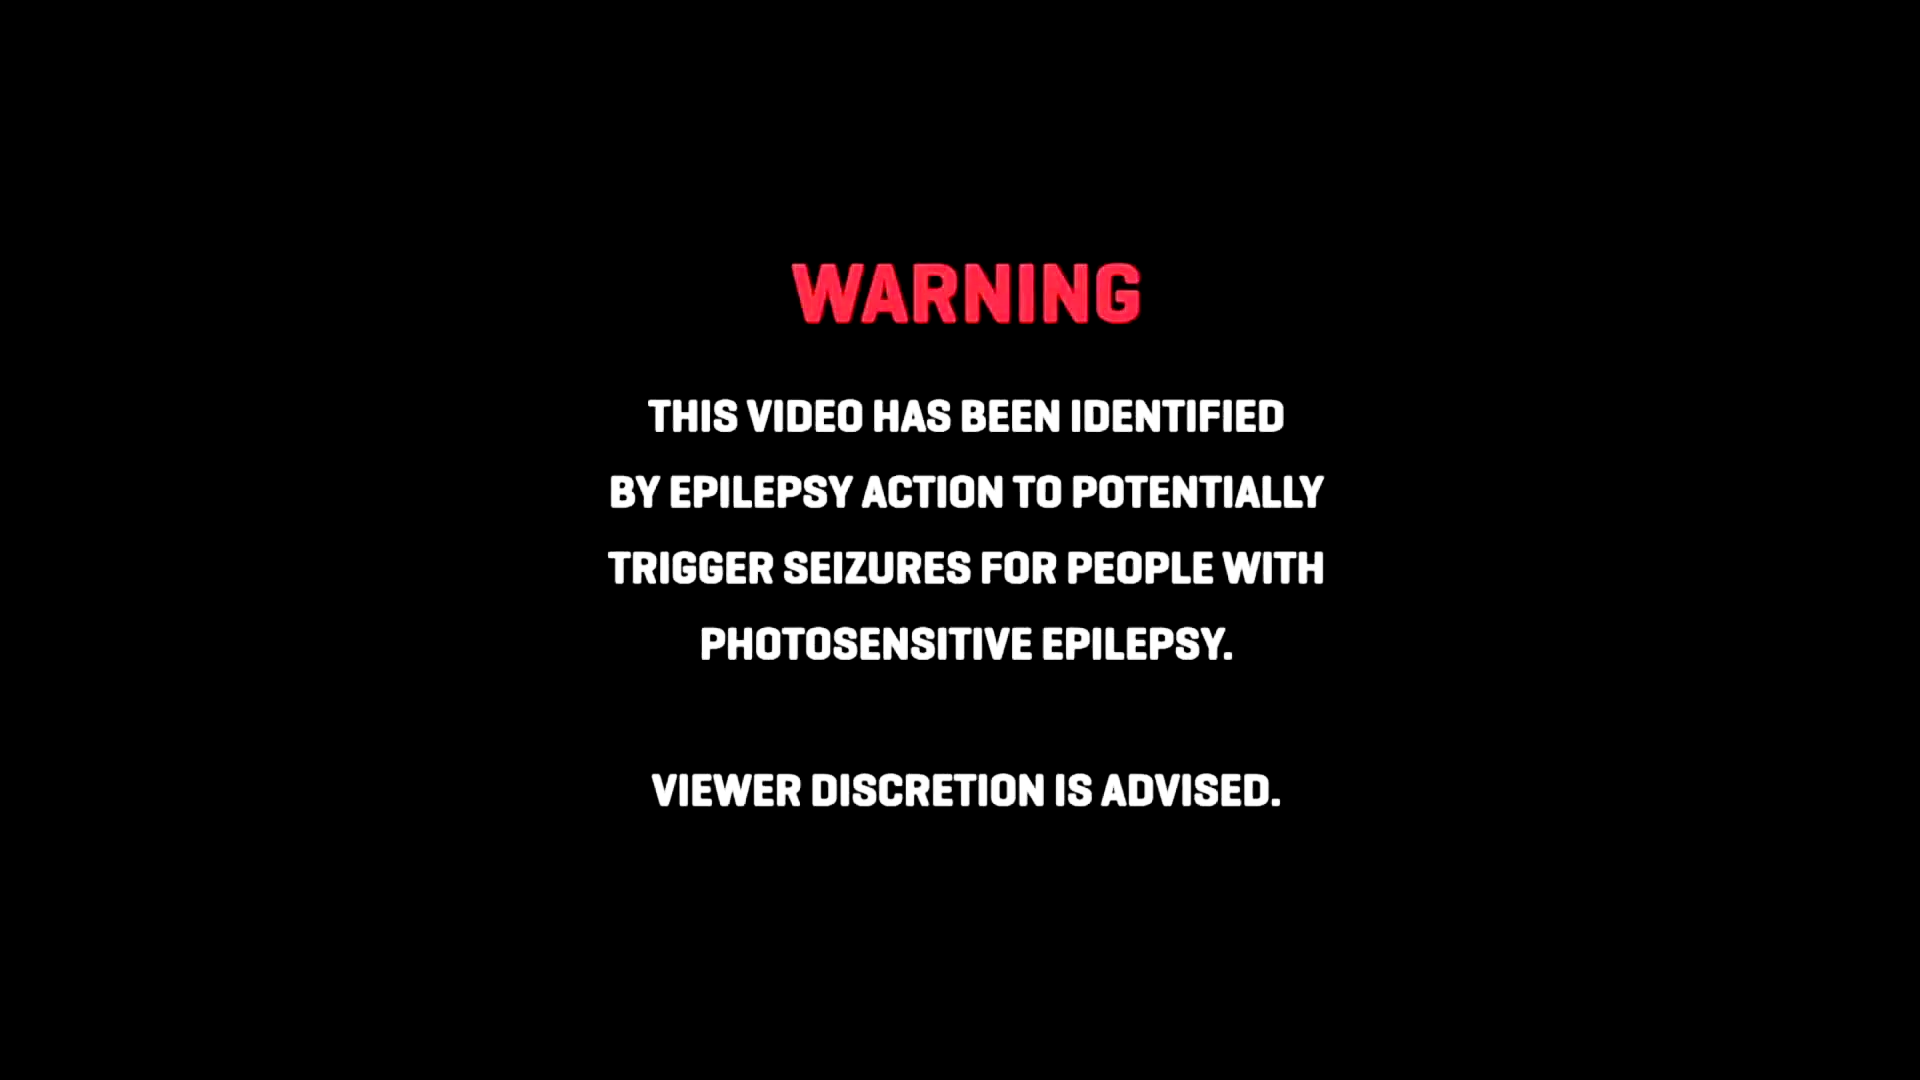 WARNING
THIS VIDEO HAS BEEN IDENTIFIED
BY EPILEPSY ACTION TO POTENTIALLY
TRIGGER SEIZURES FOR PEOPLE WITH
PHOTOSENSITIVE EPILEPSY.
VIEWER DISCRETION IS ADVISED.